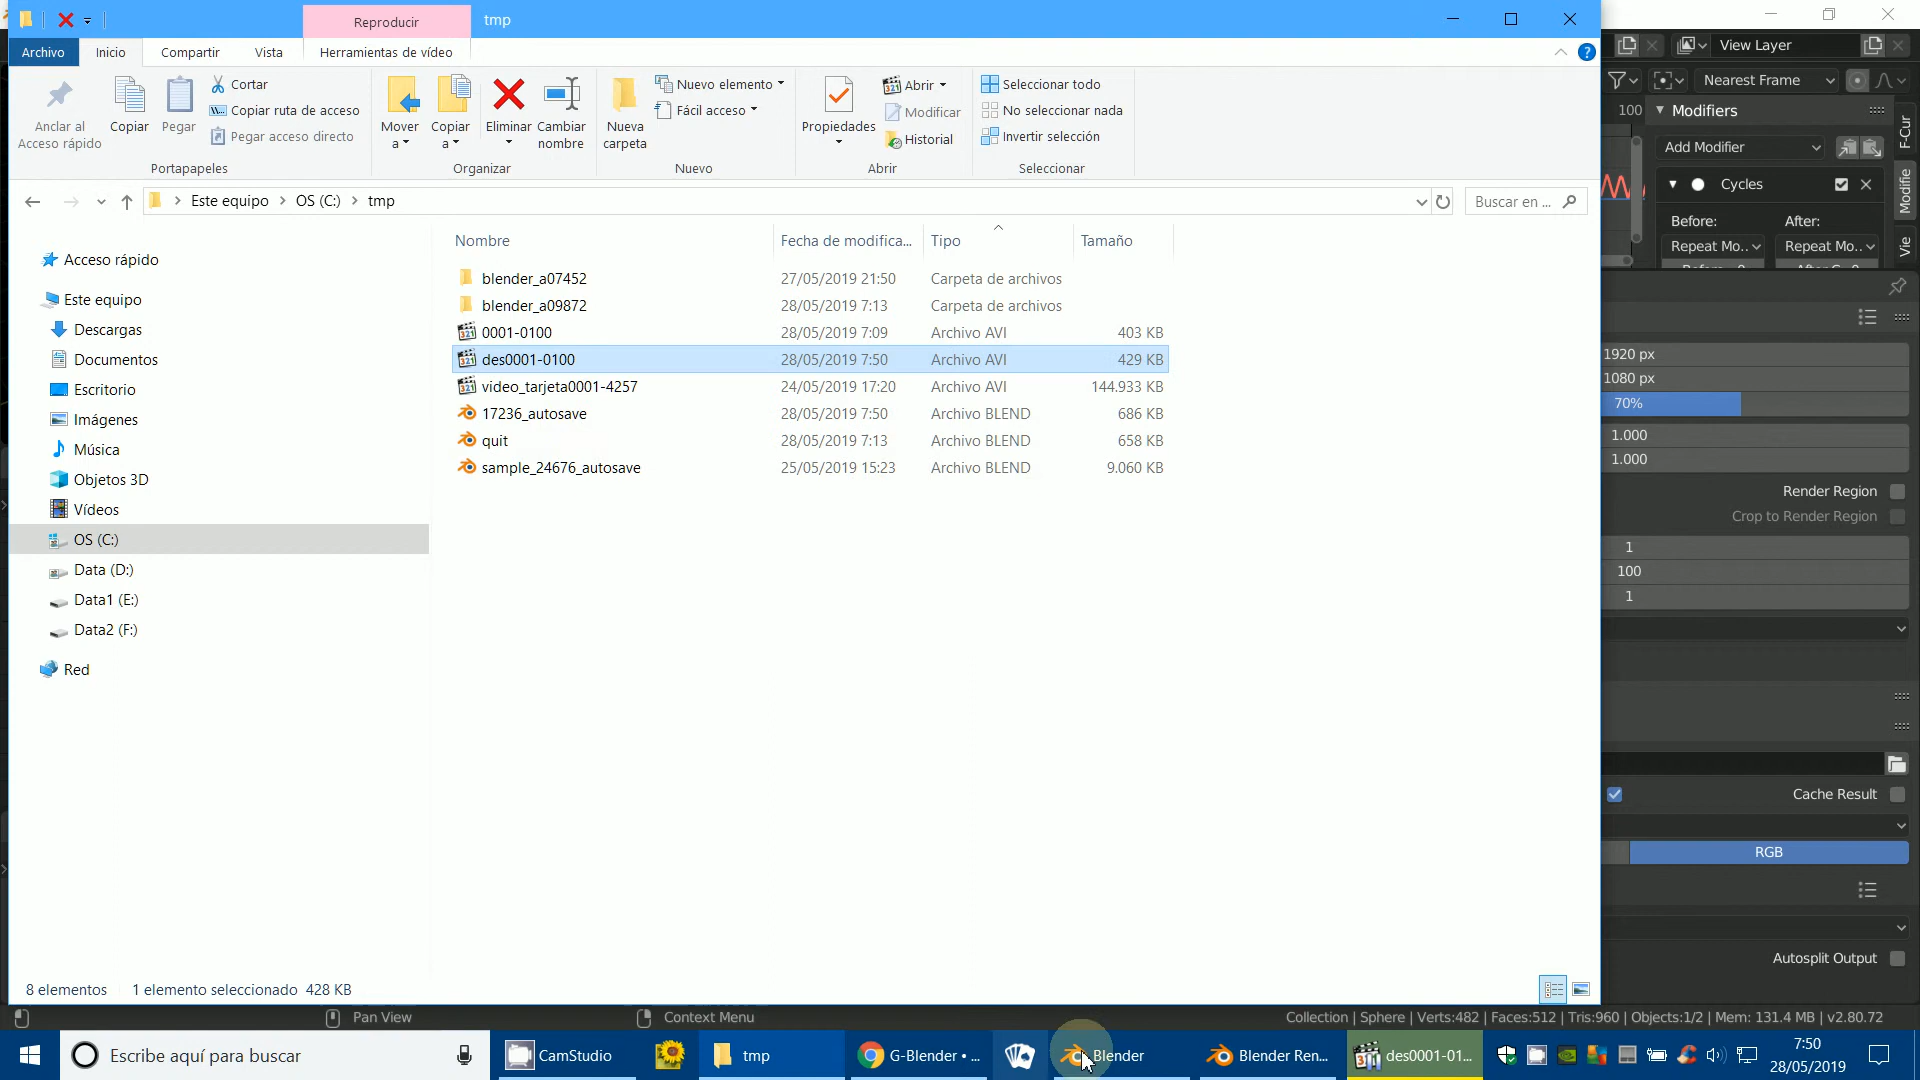 Reproducir
tmp
Archivo
Inicio
Compartir
Vista
Herramientas de vídeo
Anclar al
Acceso rápido
Copiar
Pegar
Cortar
Copiar ruta de acceso
Pegar acceso directo
Portapapeles
Mover
a
Copiar
a
Eliminar
Cambiar
nombre
Organizar
Nueva
carpeta
Nuevo elemento
Fácil acceso
Nuevo
Propiedades
Abrir
Modificar
Historial
Abrir
Seleccionar todo
No seleccionar nada
Invertir selección
Seleccionar
Este equipo > OS (C:) > tmp
Buscar en ...
Nombre
Fecha de modifica...
Tipo
Tamaño
blender_a07452 27/05/2019 21:50 Carpeta de archivos
blender_a09872 28/05/2019 7:13 Carpeta de archivos
0001-0100 28/05/2019 7:09 Archivo AVI 403 KB
des0001-0100 28/05/2019 7:50 Archivo AVI 429 KB
video_tarjeta0001-4257 24/05/2019 17:20 Archivo AVI 144.933 KB
17236_autosave 28/05/2019 7:50 Archivo BLEND 686 KB
quit 28/05/2019 7:13 Archivo BLEND 658 KB
sample_24676_autosave 25/05/2019 15:23 Archivo BLEND 9.060 KB
Acceso rápido
Este equipo
Descargas
Documentos
Escritorio
Imágenes
Música
Objetos 3D
Vídeos
OS (C:)
Data (D:)
Data1 (E:)
Data2 (F:)
Red
8 elementos 1 elemento seleccionado 428 KB
View Layer
Nearest Frame
100
Modifiers
Add Modifier
Cycles
Before: After:
Repeat Mo.. Repeat Mo..
F-Cur
Modifie
Vie
1920 px
1080 px
70%
1.000
1.000
Render Region
Crop to Render Region
1
100
1
Cache Result
RGB
Autosplit Output
Pan View
Context Menu
Collection | Sphere | Verts:482 | Faces:512 | Tris:960 | Objects:1/2 | Mem: 131.4 MB | v2.80.72
Escribe aquí para buscar
CamStudio
tmp
G-Blender • ...
Blender
Blender Ren...
des0001-01...
7:50
28/05/2019